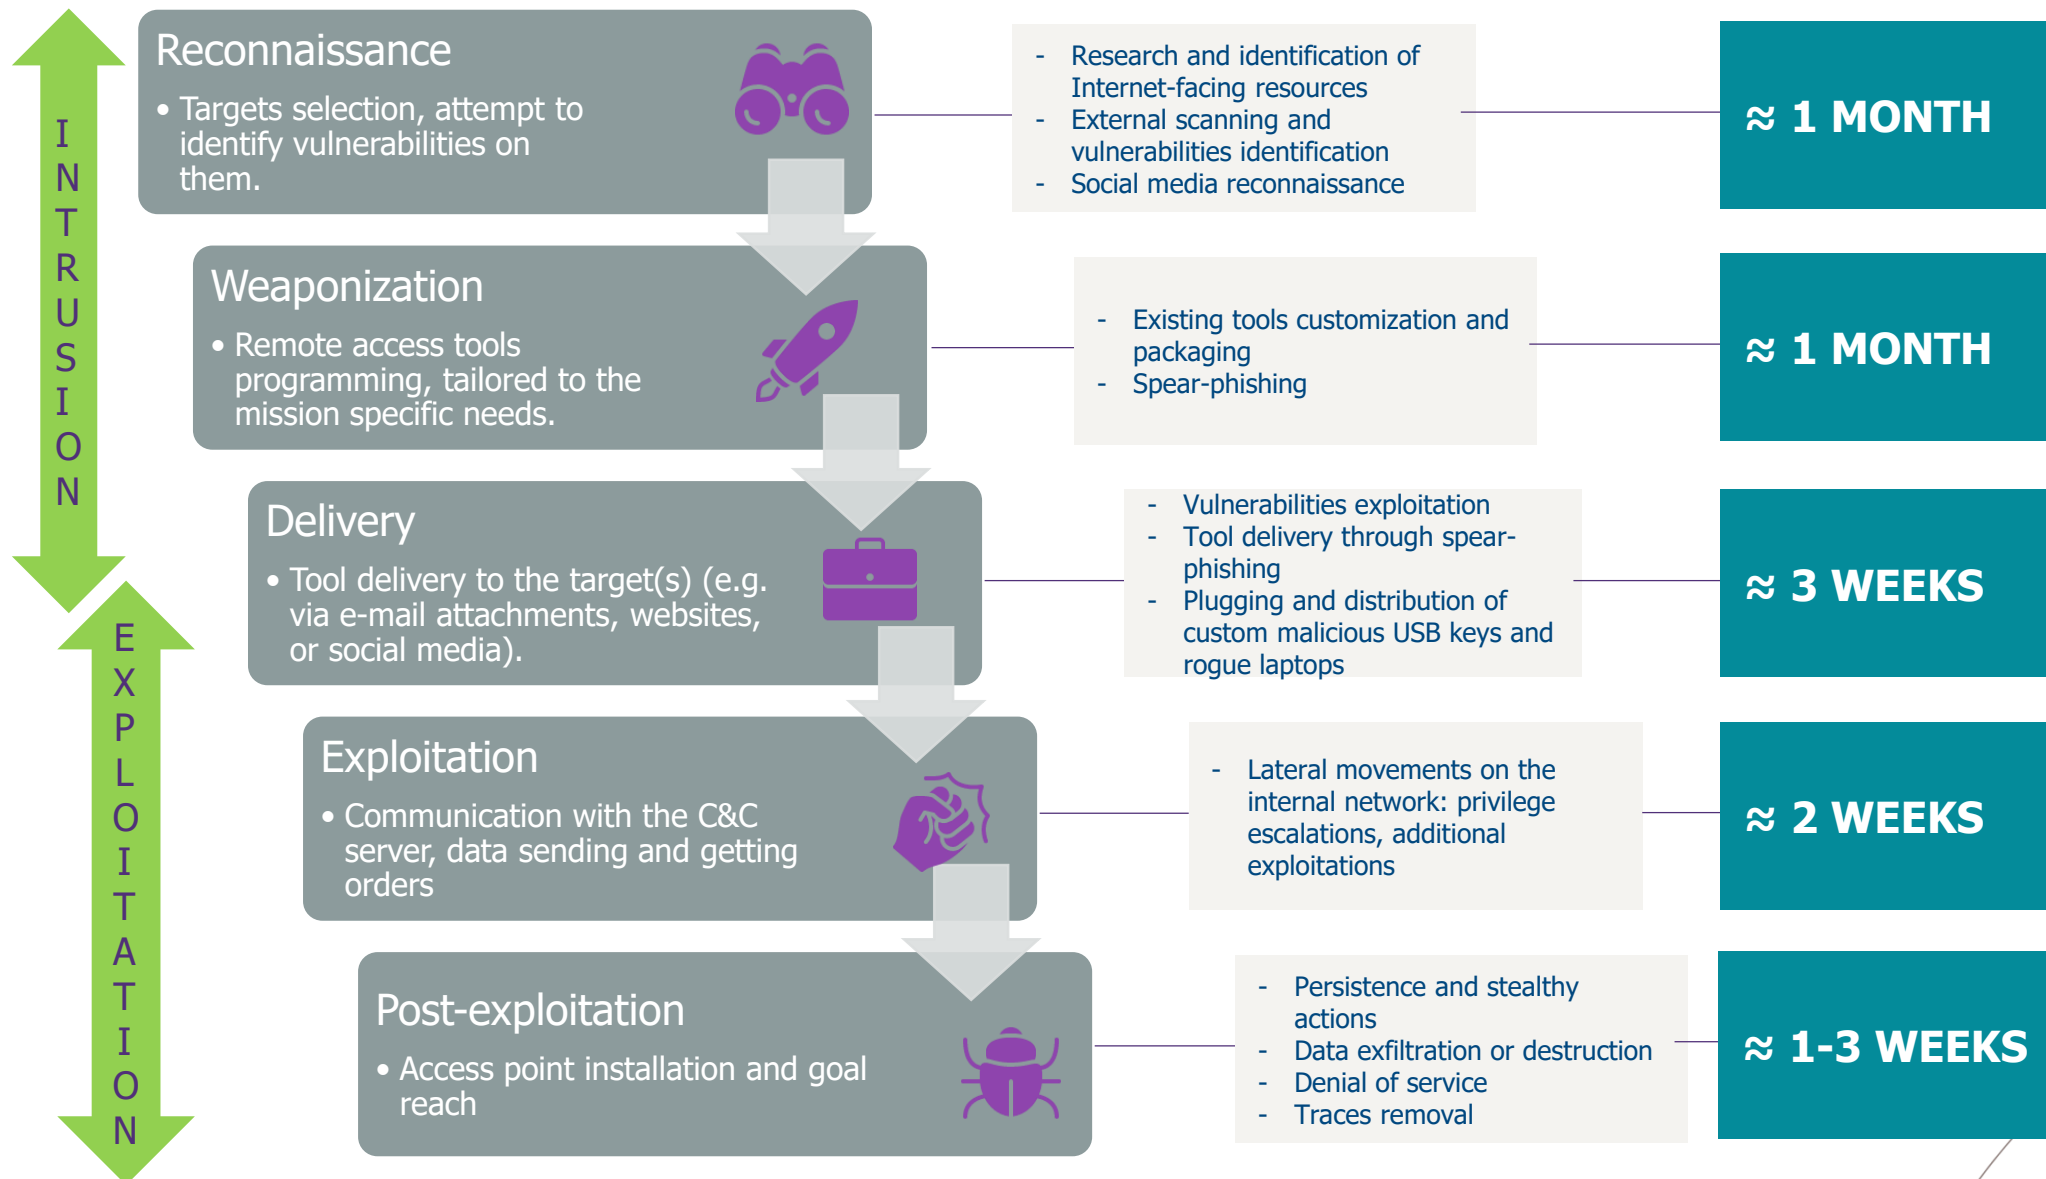 INTRUSION
Reconnaissance
• Targets selection, attempt to
identify vulnerabilities on
them.
- Research and identification of
Internet-facing resources
- External scanning and
vulnerabilities identification
- Social media reconnaissance
≈ 1 MONTH
Weaponization
• Remote access tools
programming, tailored to the
mission specific needs.
- Existing tools customization and
packaging
- Spear-phishing
≈ 1 MONTH
Delivery
• Tool delivery to the target(s) (e.g.
via e-mail attachments, websites,
or social media).
- Vulnerabilities exploitation
- Tool delivery through spear-
phishing
- Plugging and distribution of
custom malicious USB keys and
rogue laptops
≈ 3 WEEKS
EXPLOITATION
Exploitation
• Communication with the C&C
server, data sending and getting
orders
- Lateral movements on the
internal network: privilege
escalations, additional
exploitations
≈ 2 WEEKS
Post-exploitation
• Access point installation and goal
reach
- Persistence and stealthy
actions
- Data exfiltration or destruction
- Denial of service
- Traces removal
≈ 1-3 WEEKS